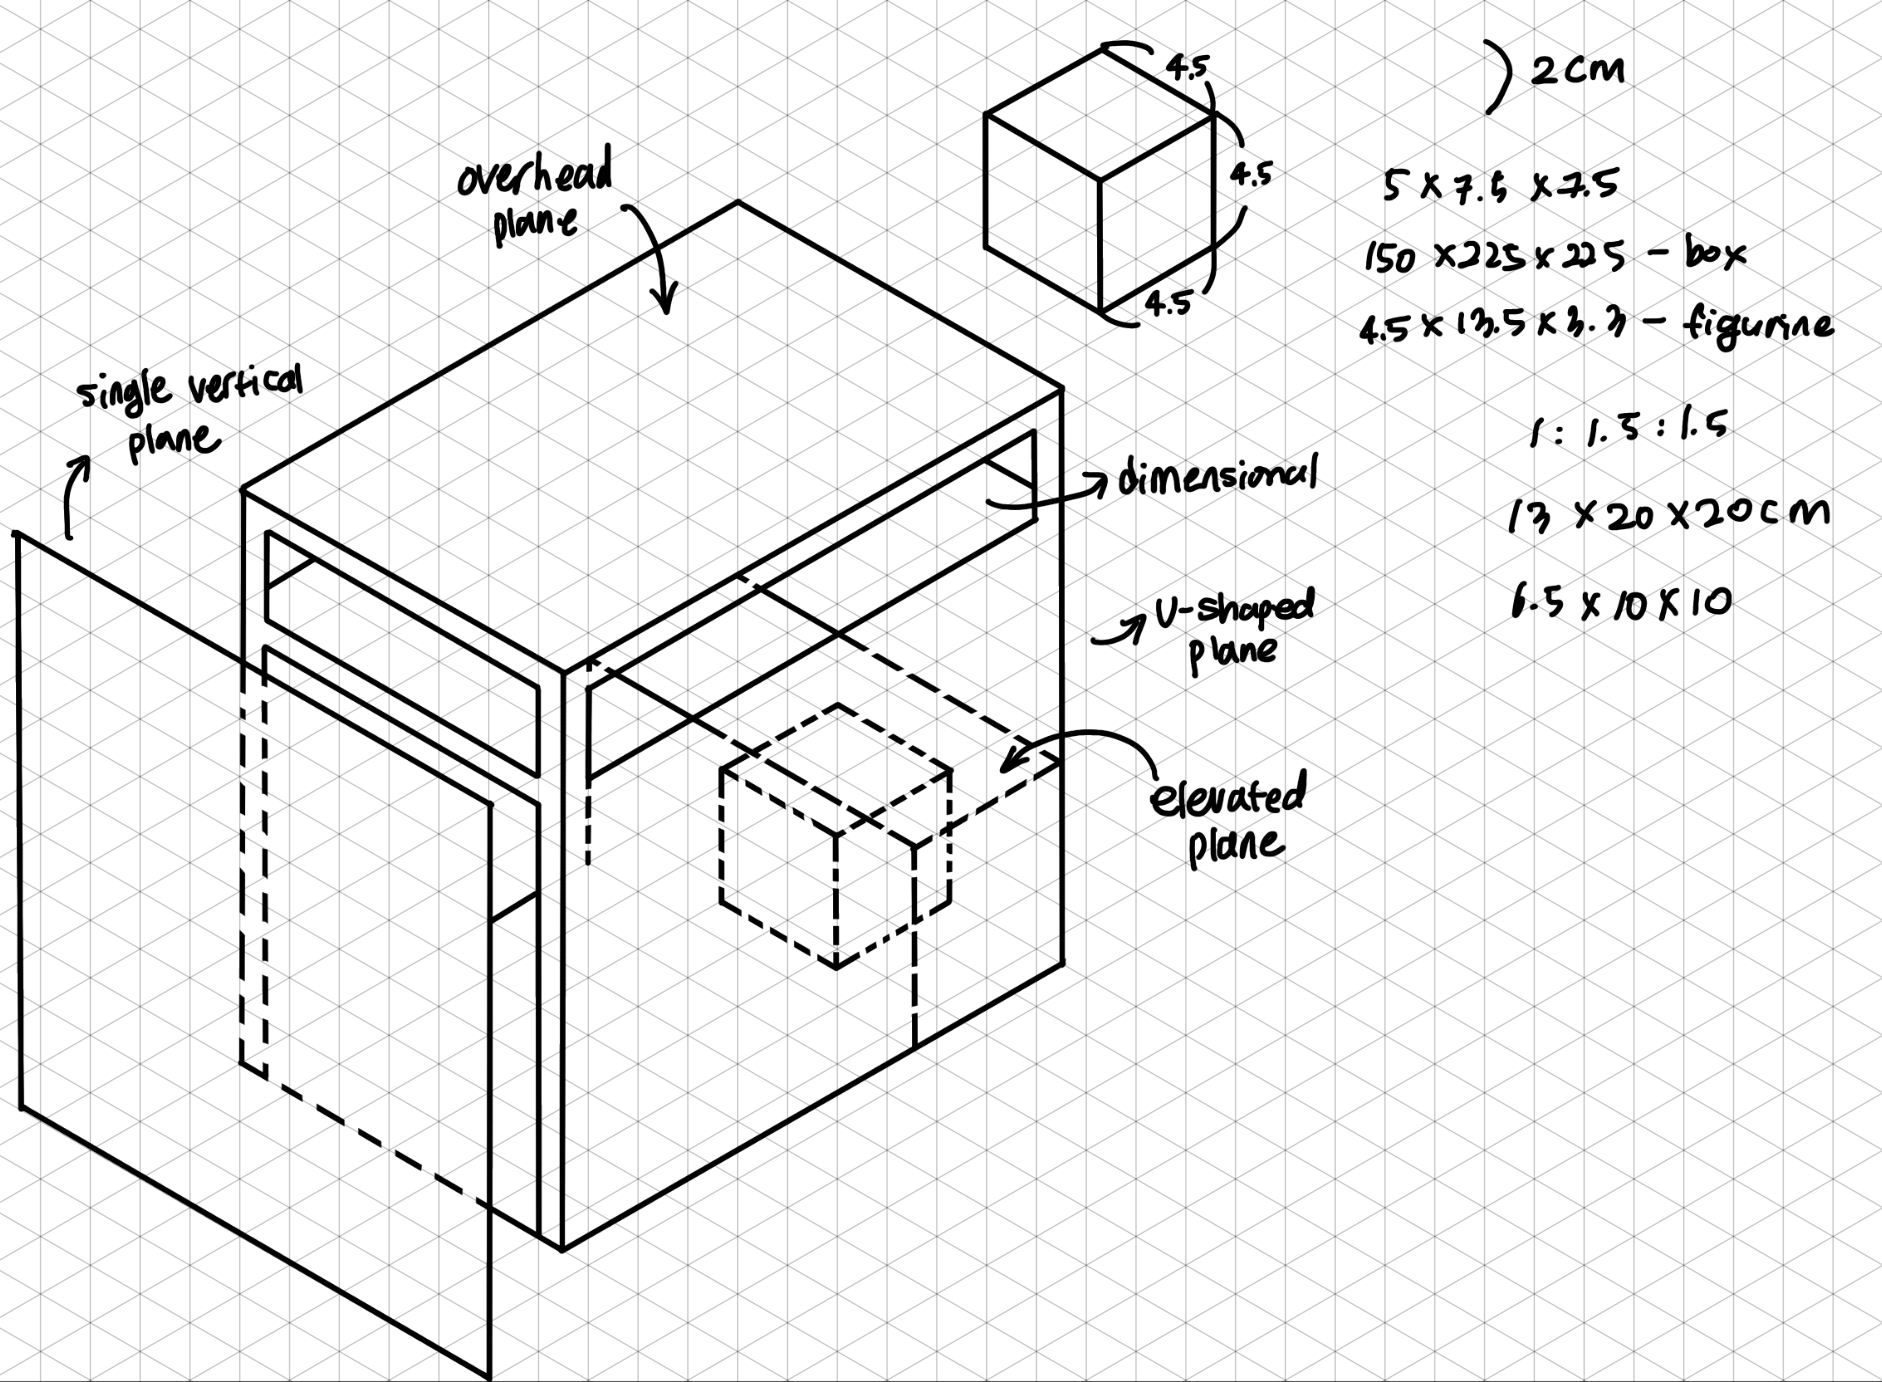 overhead
plane
4.5
4.5
4.5
2cm
5 x 7.5 x 7.5
150 x 225 x 225 - box
4.5 x 13.5 x 3.3 - figurine
1 : 1.5 : 1.5
13 x 20 x 20cm
6.5 x 10 x 10
single vertical
plane
dimensional
U-shaped
plane
elevated
plane